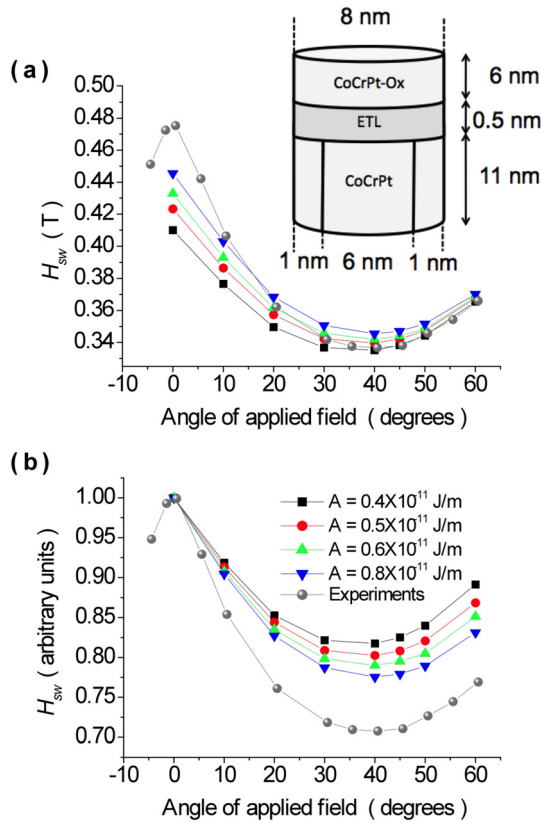 8 nm
(a)
CoCrPt-Ox
6 nm
ETL
0.5 nm
CoCrPt
11 nm
1 nm 6 nm 1 nm
0.50
0.48
0.46
0.44
0.42
0.40
0.38
0.36
0.34
Hsw ( T )
-10 0 10 20 30 40 50 60
Angle of applied field ( degrees )
(b)
1.00
0.95
0.90
0.85
0.80
0.75
0.70
Hsw ( arbitrary units )
A = 0.4X10¹¹ J/m
A = 0.5X10¹¹ J/m
A = 0.6X10¹¹ J/m
A = 0.8X10¹¹ J/m
Experiments
-10 0 10 20 30 40 50 60
Angle of applied field ( degrees )